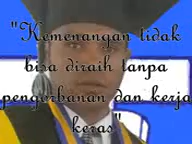 "Kemenangan tidak
bisa diraih tanpa
pengorbanan dan kerja
keras"